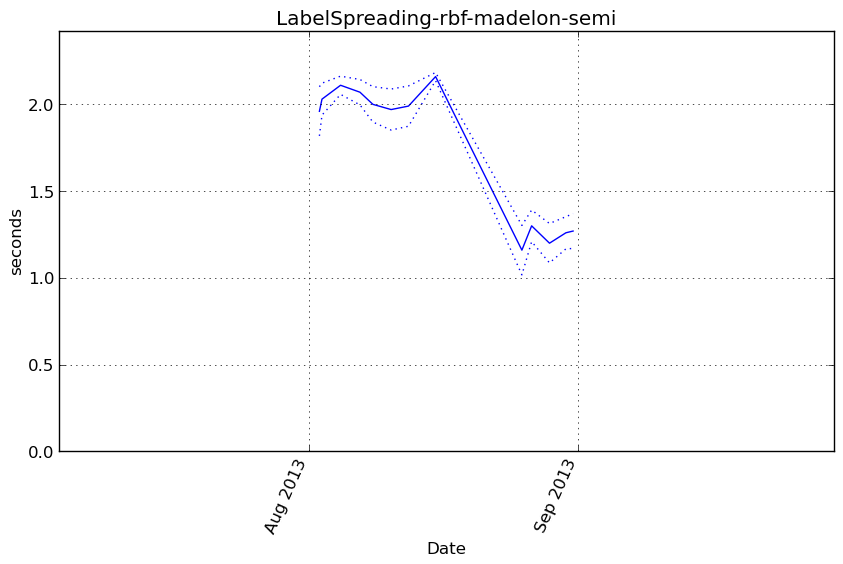 LabelSpreading-rbf-madelon-semi
2.0
1.5
1.0
0.5
0.0
seconds
Aug 2013
Sep 2013
Date